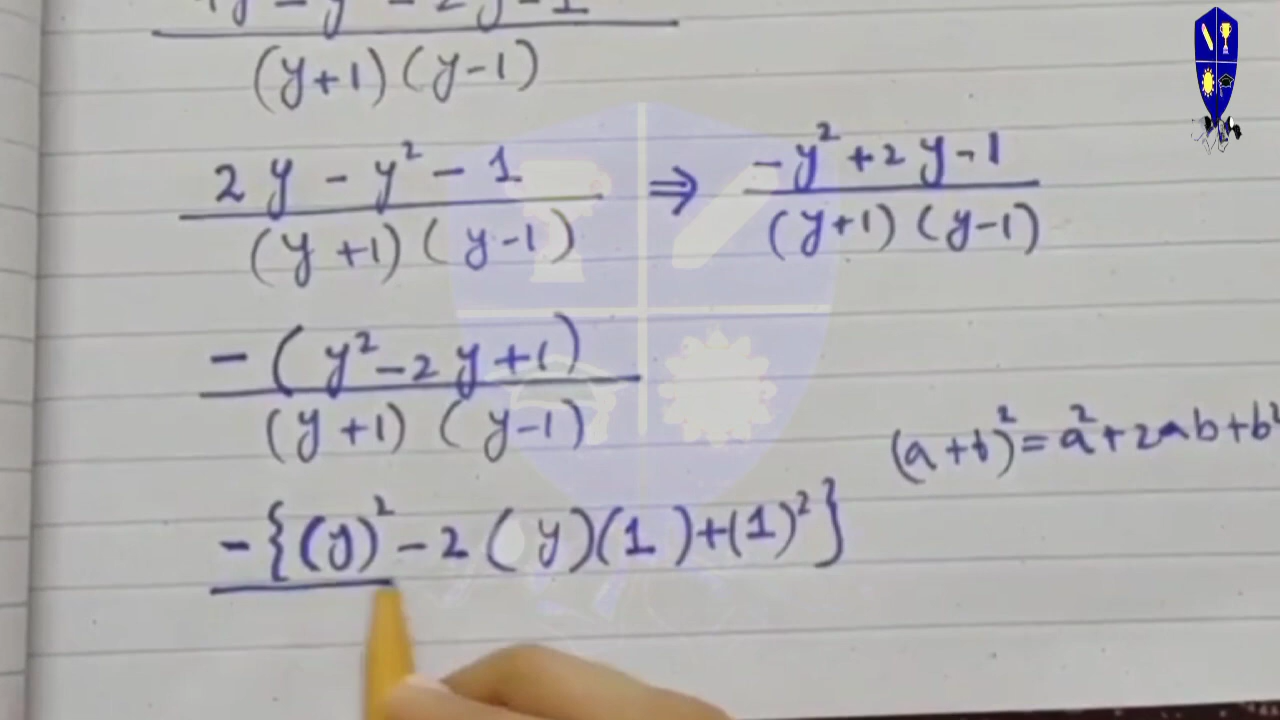 (y+1) (y-1)
2y - y² - 1 ⇒ -y² + 2y - 1
(y+1) (y-1) (y+1) (y-1)
- (y² - 2y + 1)
(y+1) (y-1)
(a+b)² = a² + 2ab + b²
- {(y)² - 2 (y)(1) + (1)²}